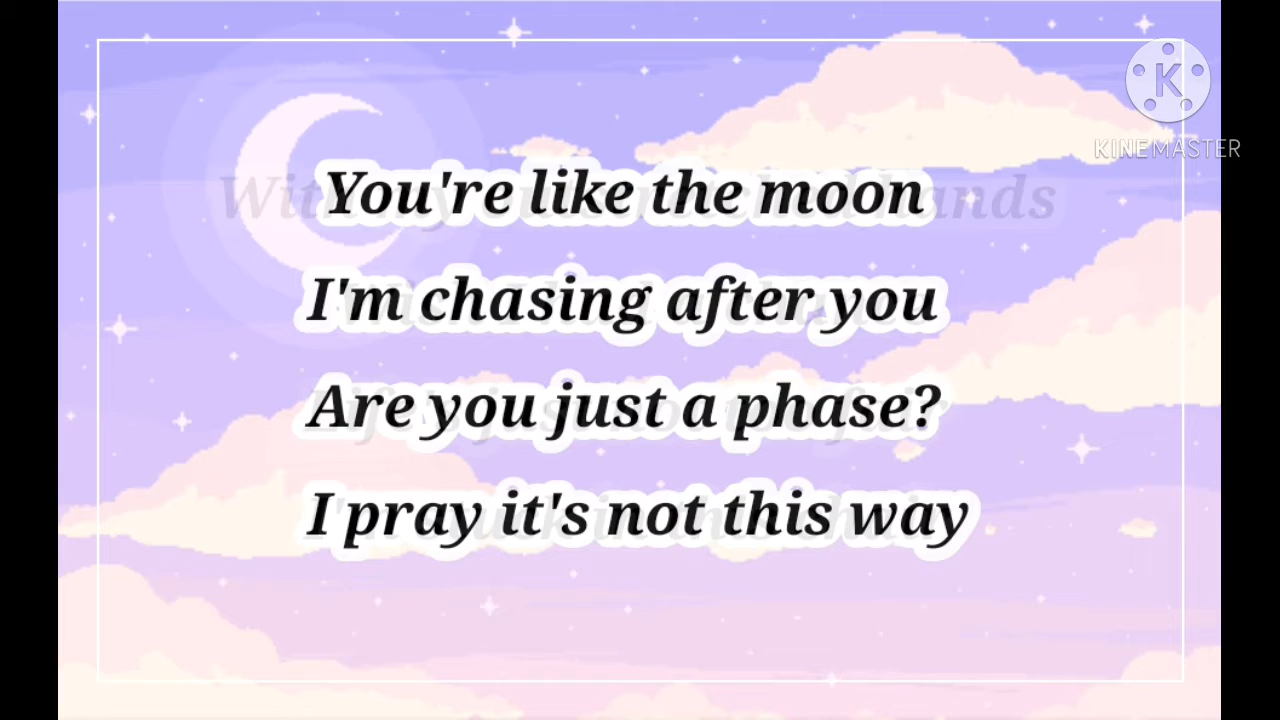 KINEMASTER
You're like the moon
I'm chasing after you
Are you just a phase?
I pray it's not this way